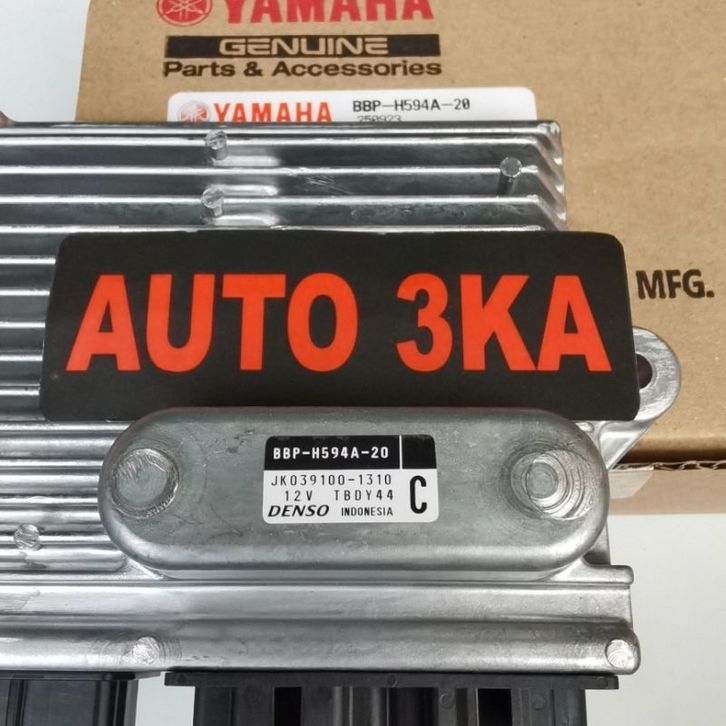 YAMAHA
GENUINE
Parts & Accessories
YAMAHA BBP-H594A-20
250923
AUTO 3KA
MFG.
BBP-H594A-20
JK039100-1310
12V TBDY44 C
DENSO INDONESIA